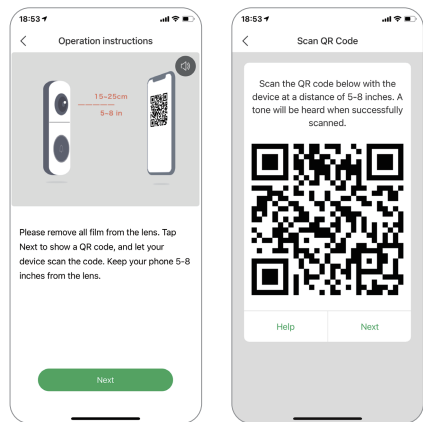 18:53
Operation instructions
15-25cm
5-8 in
Please remove all film from the lens. Tap
Next to show a QR code, and let your
device scan the code. Keep your phone 5-8
inches from the lens.
Next
18:53
Scan QR Code
Scan the QR code below with the
device at a distance of 5-8 inches. A
tone will be heard when successfully
scanned.
Help
Next